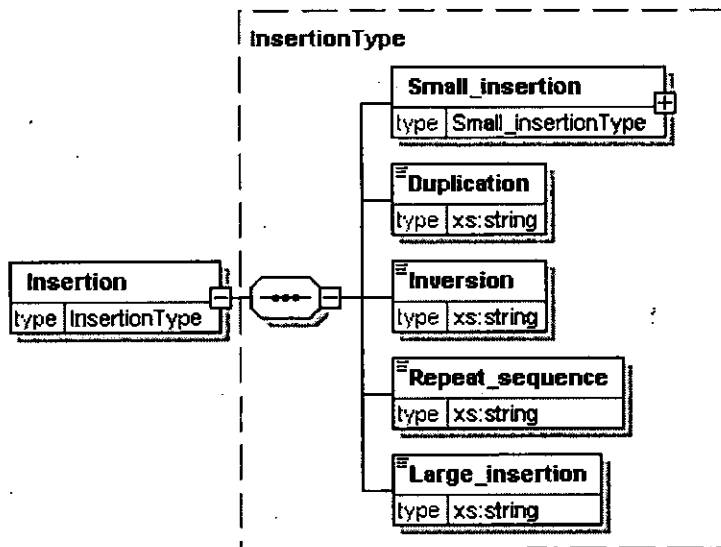 InsertionType
Small_insertion
type Small_insertionType
Duplication
type xs:string
Insertion
type InsertionType
Inversion
type xs:string
Repeat_sequence
type xs:string
Large_insertion
type xs:string